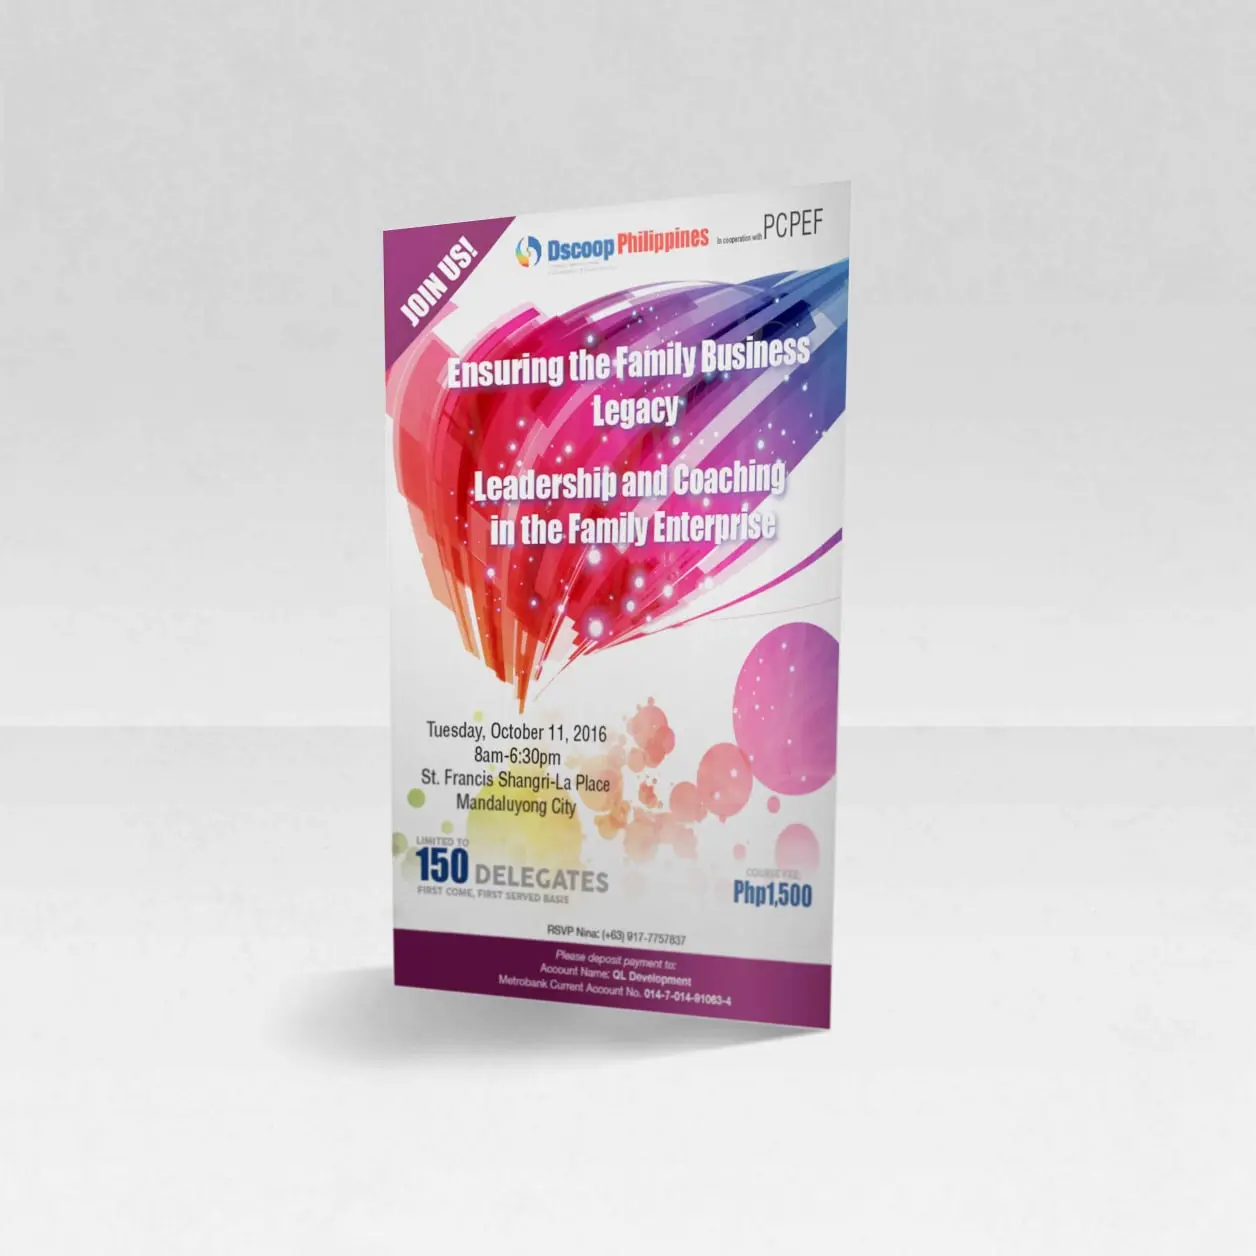 JOIN US!
Dscoop Philippines
In cooperation with PCPEF
Ensuring the Family Business
Legacy
Leadership and Coaching
in the Family Enterprise
Tuesday, October 11, 2016
8am-6:30pm
St. Francis Shangri-La Place
Mandaluyong City
LIMITED TO
150 DELEGATES
FIRST COME, FIRST SERVED BASIS
COURSE FEE:
Php1,500
RSVP Nina: (+63) 917-7757837
Please deposit payment to:
Account Name: QL Development
Metrobank Current Account No. 014-7-014-91063-4